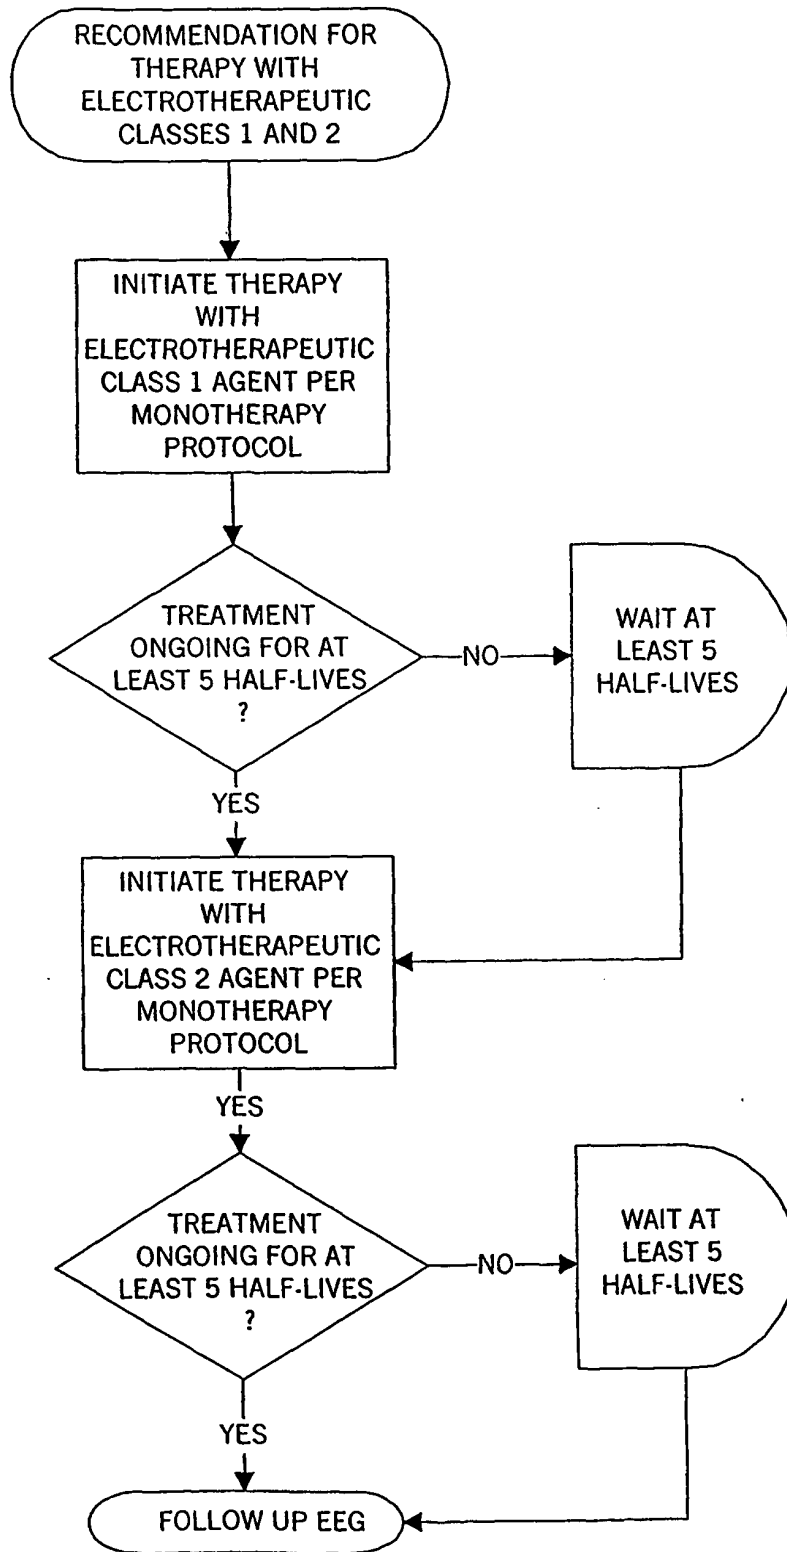 RECOMMENDATION FOR
THERAPY WITH
ELECTROTHERAPEUTIC
CLASSES 1 AND 2
INITIATE THERAPY
WITH
ELECTROTHERAPEUTIC
CLASS 1 AGENT PER
MONOTHERAPY
PROTOCOL
TREATMENT
ONGOING FOR AT
LEAST 5 HALF-LIVES
?
NO
WAIT AT
LEAST 5
HALF-LIVES
YES
INITIATE THERAPY
WITH
ELECTROTHERAPEUTIC
CLASS 2 AGENT PER
MONOTHERAPY
PROTOCOL
YES
TREATMENT
ONGOING FOR AT
LEAST 5 HALF-LIVES
?
NO
WAIT AT
LEAST 5
HALF-LIVES
YES
FOLLOW UP EEG